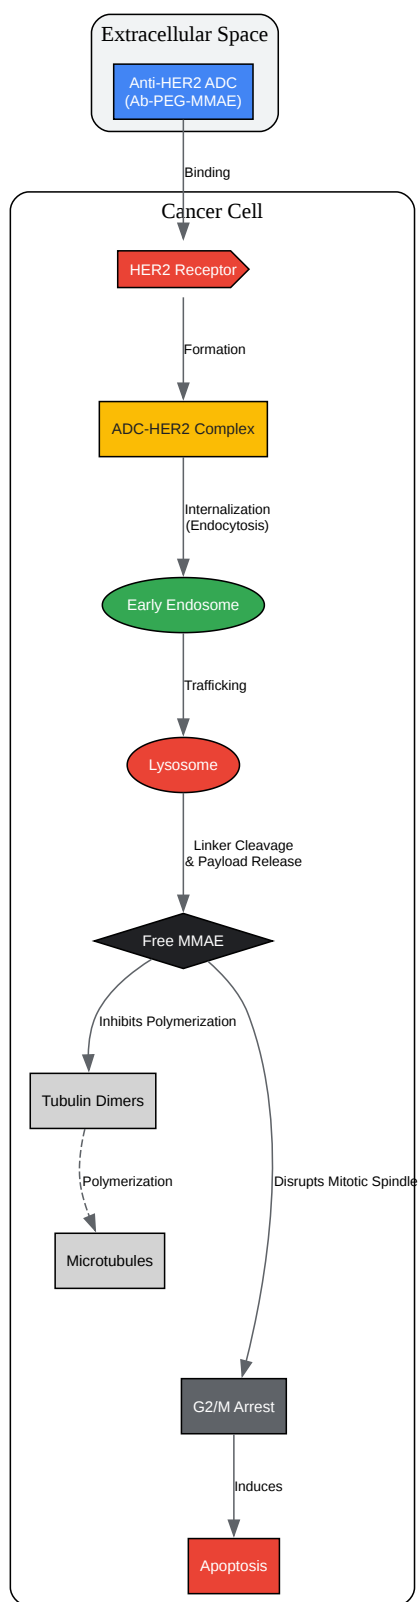 Extracellular Space
Anti-HER2 ADC
(Ab-PEG-MMAE)
Binding
Cancer Cell
HER2 Receptor
Formation
ADC-HER2 Complex
Internalization
(Endocytosis)
Early Endosome
Trafficking
Lysosome
Linker Cleavage
& Payload Release
Free MMAE
Inhibits Polymerization
Tubulin Dimers
Polymerization
Disrupts Mitotic Spindle
Microtubules
G2/M Arrest
Induces
Apoptosis